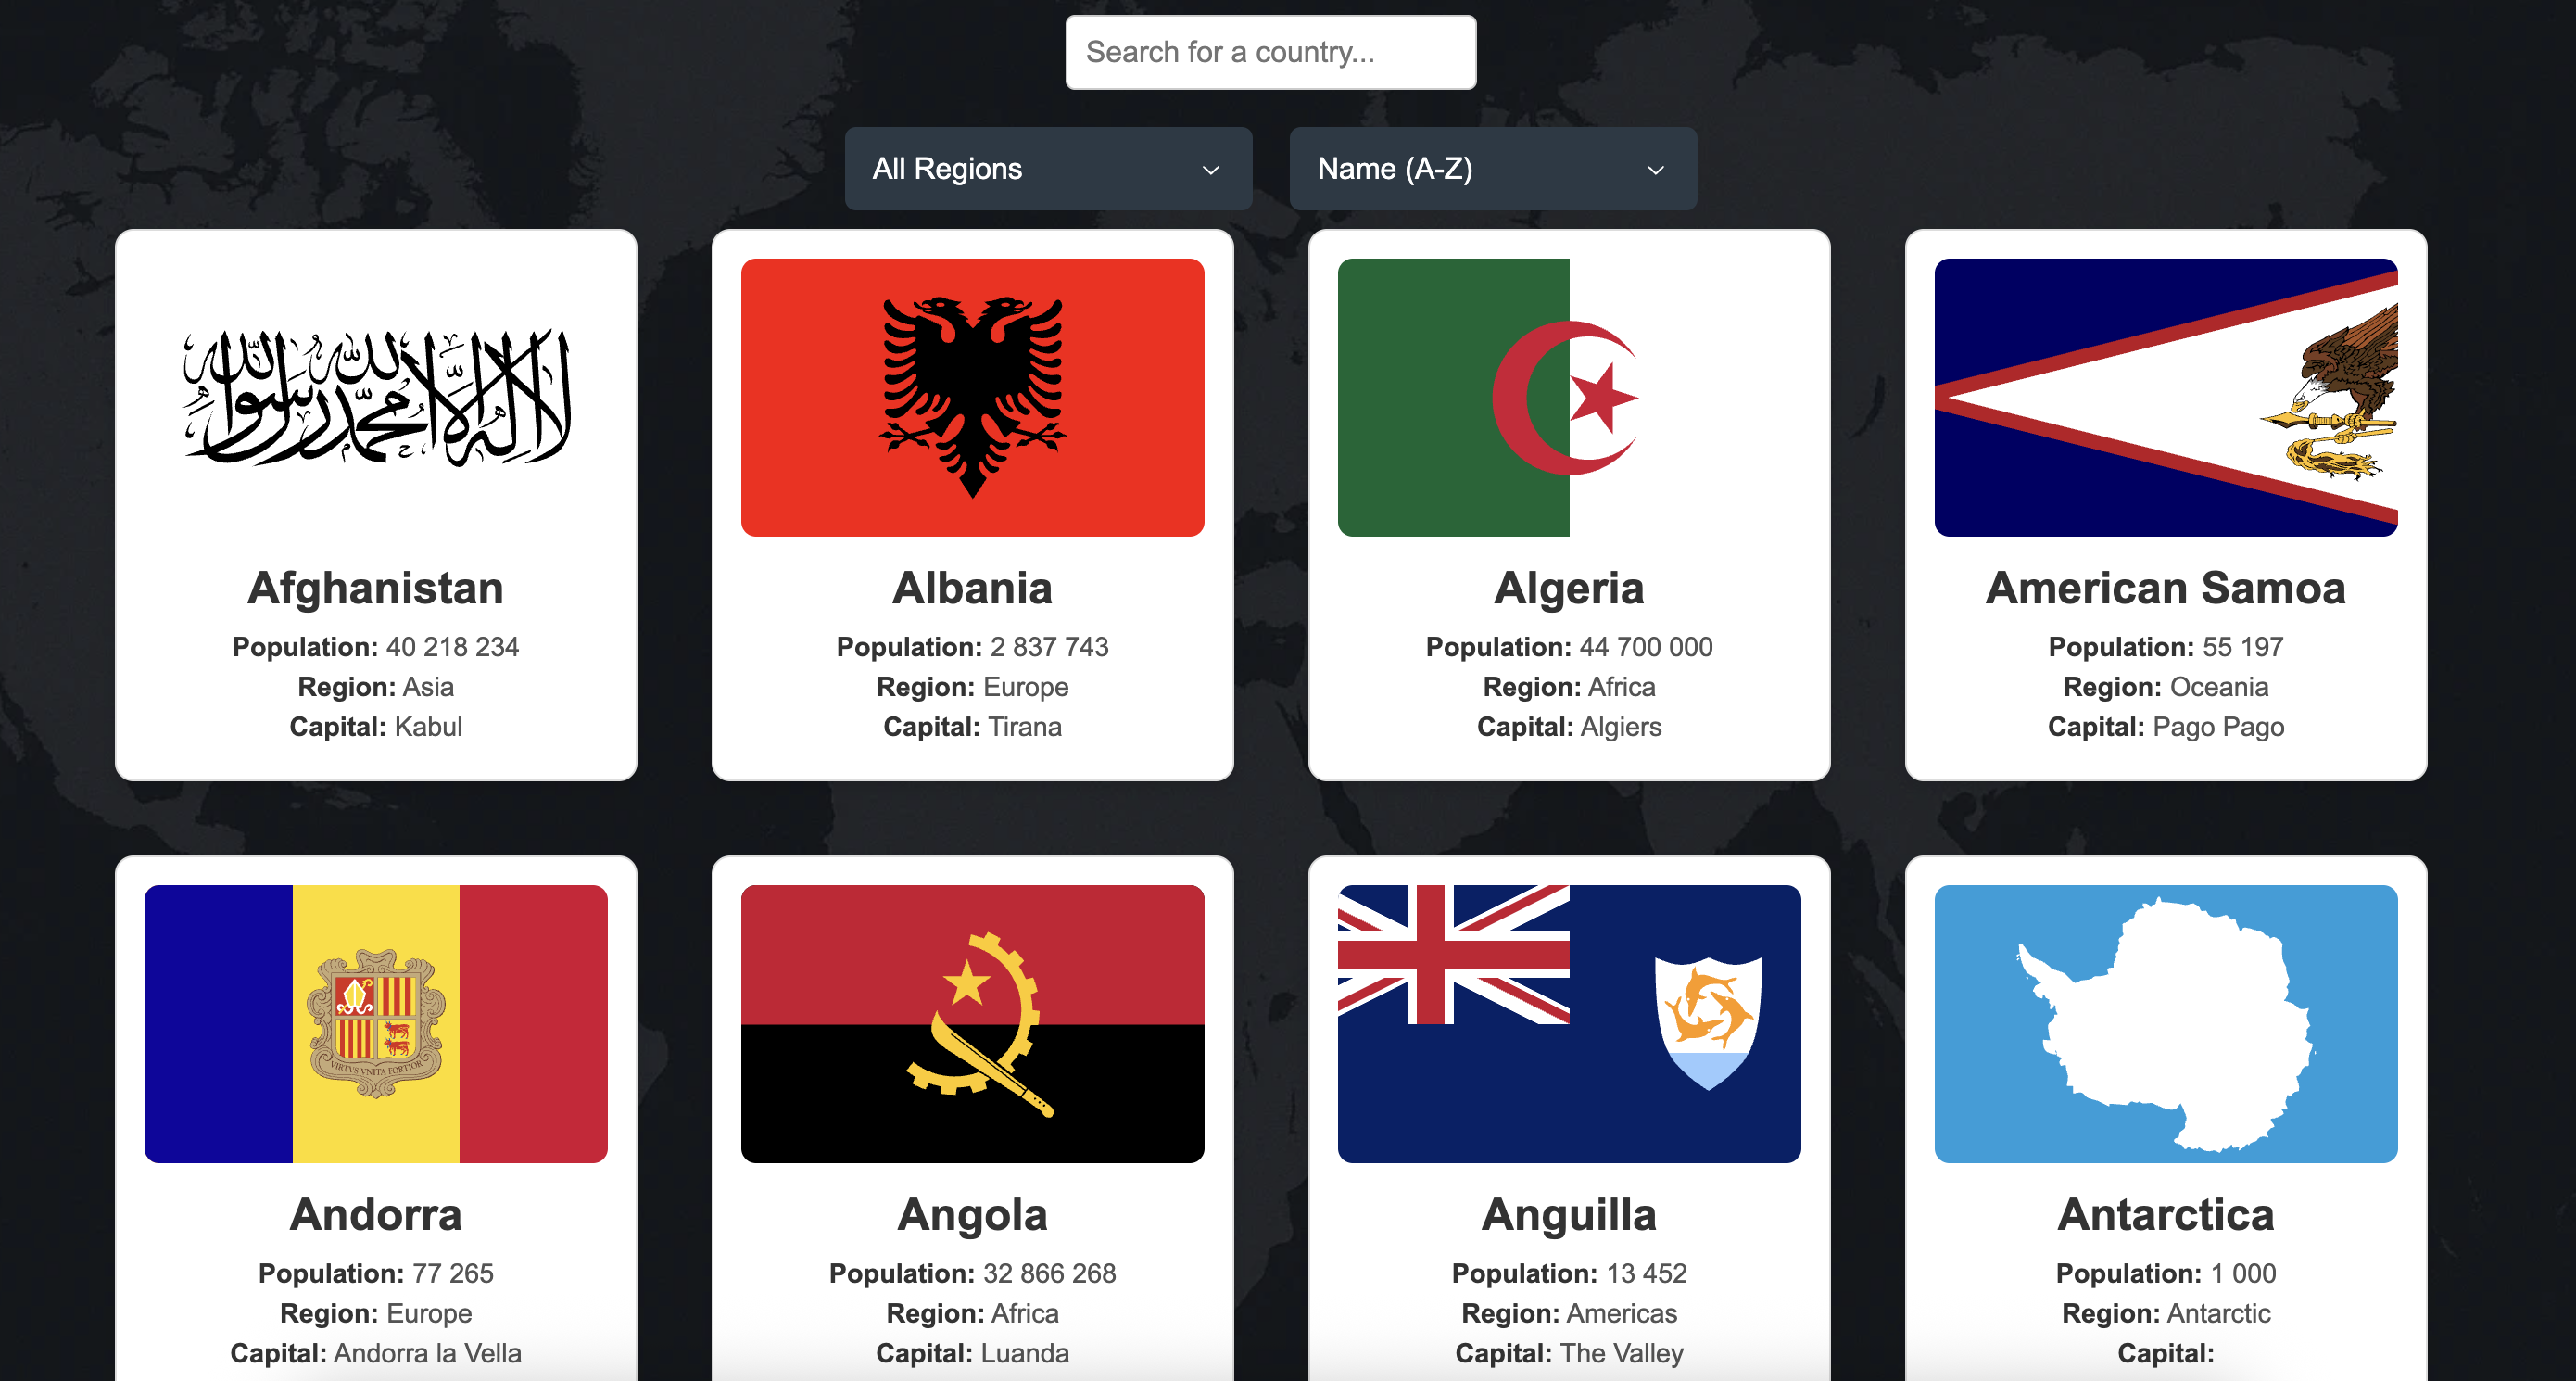 Search for a country...
All Regions
Name (A-Z)
لا إله إلا الله محمد رسول الله
Afghanistan
Population: 40 218 234
Region: Asia
Capital: Kabul
Albania
Population: 2 837 743
Region: Europe
Capital: Tirana
Algeria
Population: 44 700 000
Region: Africa
Capital: Algiers
American Samoa
Population: 55 197
Region: Oceania
Capital: Pago Pago
VIRTVS VNITA FORTIOR
Andorra
Population: 77 265
Region: Europe
Capital: Andorra la Vella
Angola
Population: 32 866 268
Region: Africa
Capital: Luanda
Anguilla
Population: 13 452
Region: Americas
Capital: The Valley
Antarctica
Population: 1 000
Region: Antarctic
Capital: